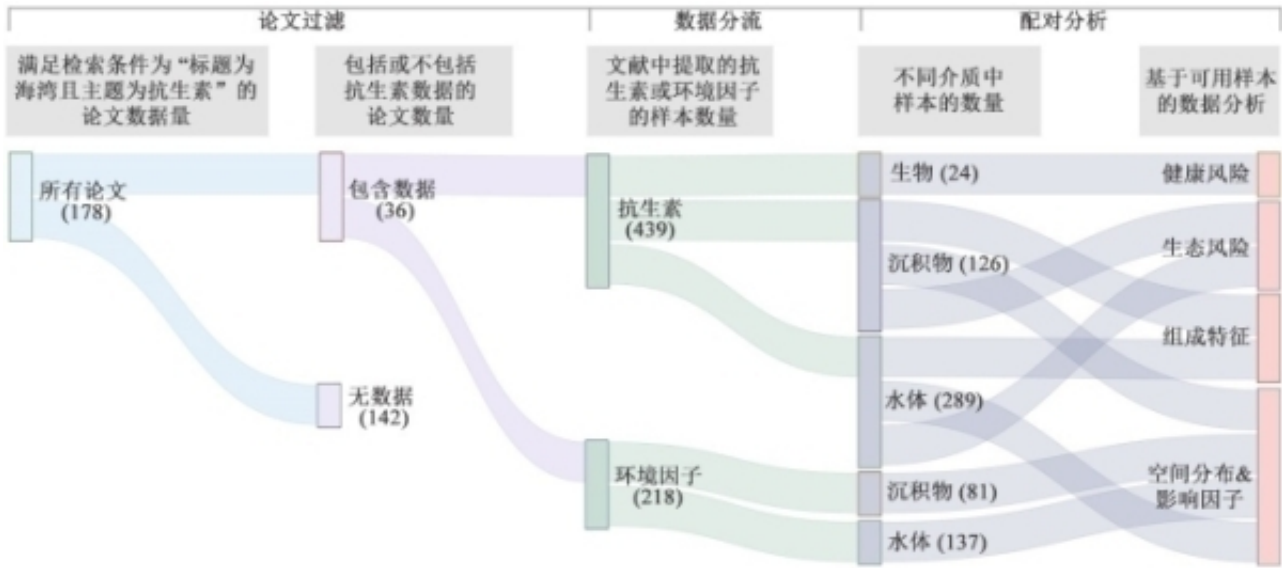 论文过滤
数据分流
配对分析
满足检索条件为“标题为
海湾且主题为抗生素”的
论文数据量
包括或不包括
抗生素数据的
论文数量
文献中提取的抗
生素或环境因子
的样本数量
不同介质中
样本的数量
基于可用样本
的数据分析
所有论文
(178)
包含数据
(36)
无数据
(142)
抗生素
(439)
环境因子
(218)
生物 (24)
沉积物 (126)
水体 (289)
沉积物 (81)
水体 (137)
健康风险
生态风险
组成特征
空间分布&
影响因子